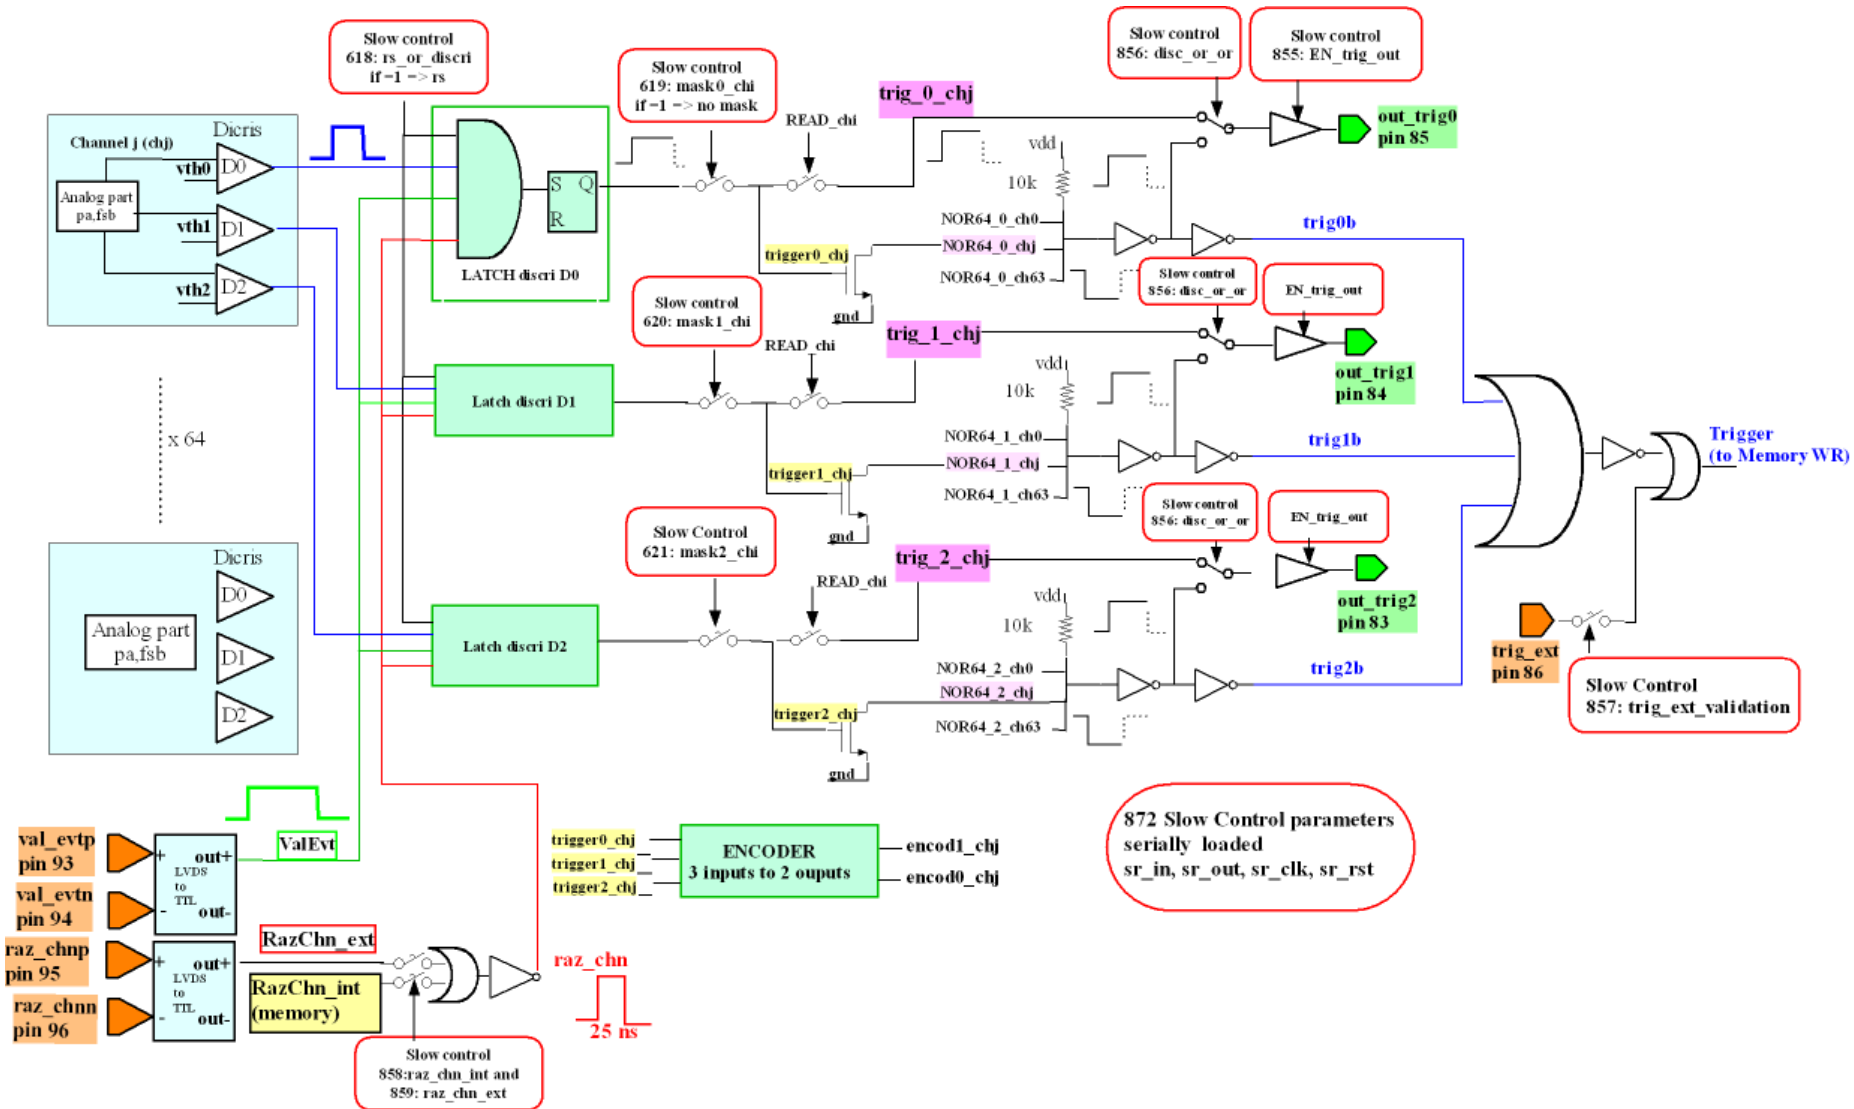 Slow control
618: rs_or_discri
if −1 => rs
Slow control
619: mask0_chi
if −1 => no mask
Slow control
856: disc_or_or
Slow control
855: EN_trig_out
trig_0_chj
READ_chi
out_trig0
pin 85
Dicris
Channel j (chj)
vth0
D0
Analog part
pa,fsb
vth1
D1
vth2
D2
S Q
R
LATCH discri D0
vdd
10k
NOR64_0_ch0
NOR64_0_chj
NOR64_0_ch63
trigger0_chj
gnd
trig0b
Slow control
856: disc_or_or
EN_trig_out
Slow control
620: mask1_chi
READ_chi
trig_1_chj
out_trig1
pin 84
vdd
10k
Latch discri D1
NOR64_1_ch0
NOR64_1_chj
NOR64_1_ch63
trigger1_chj
gnd
trig1b
x 64
Trigger
(to Memory WR)
Slow control
856: disc_or_or
EN_trig_out
Slow Control
621: mask2_chi
READ_chi
trig_2_chj
out_trig2
pin 83
vdd
10k
Dicris
D0
Analog part
pa,fsb
D1
D2
Latch discri D2
NOR64_2_ch0
NOR64_2_chj
NOR64_2_ch63
trigger2_chj
gnd
trig2b
trig_ext
pin 86
Slow Control
857: trig_ext_validation
val_evtp
pin 93
val_evtn
pin 94
+ out+
LVDS
to
TTL
- out-
ValEvt
trigger0_chj
trigger1_chj
trigger2_chj
ENCODER
3 inputs to 2 ouputs
encod1_chj
encod0_chj
872 Slow Control parameters
serially loaded
sr_in, sr_out, sr_clk, sr_rst
raz_chnp
pin 95
raz_chnn
pin 96
+ out+
LVDS
to
TTL
- out-
RazChn_ext
RazChn_int
(memory)
raz_chn
25 ns
Slow control
858:raz_chn_int and
859: raz_chn_ext